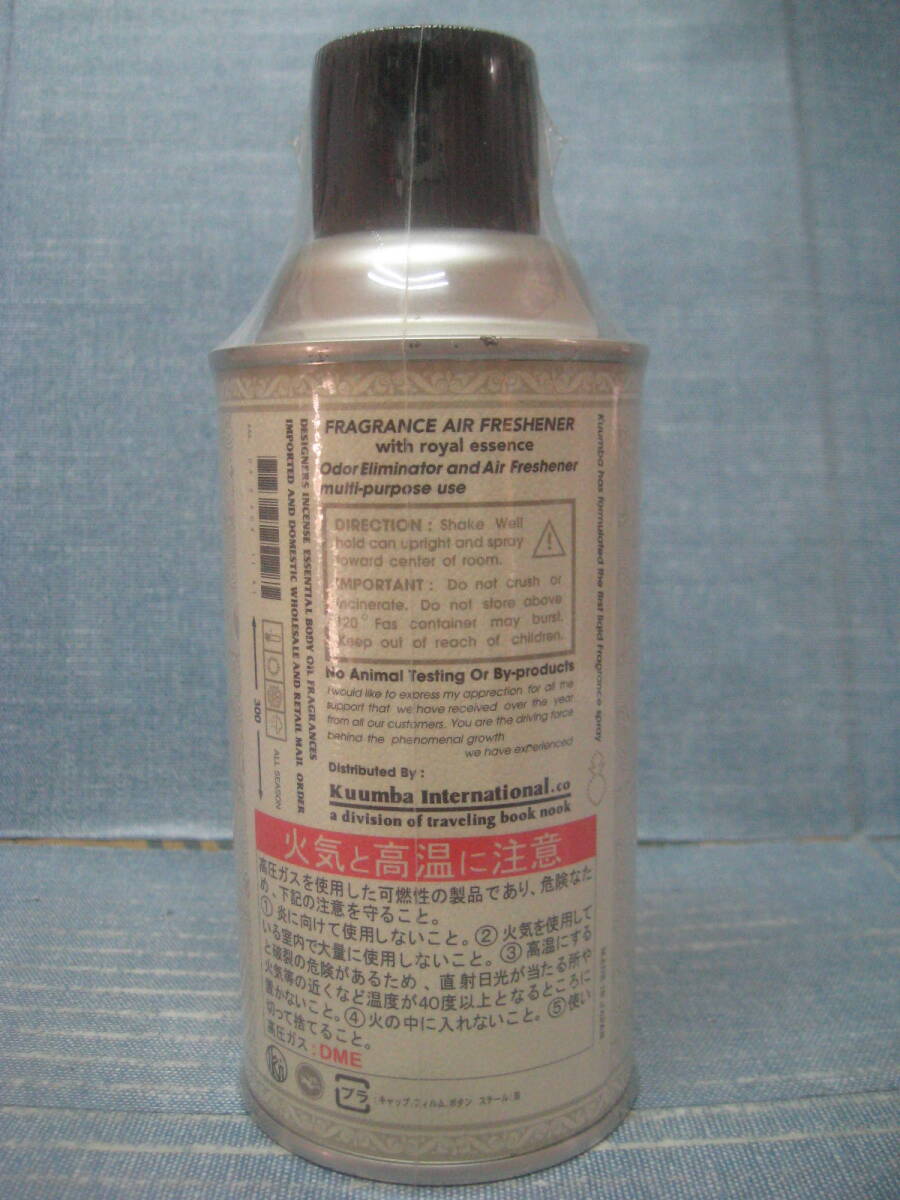 FRAGRANCE AIR FRESHENER
with royal essence
Odor Eliminator and Air Freshener
multi-purpose use
DIRECTION : Shake Well
hold can upright and spray
toward center of room.
IMPORTANT : Do not crush or
incinerate. Do not store above
120° Fas container may burst.
Keep out of reach of children.
No Animal Testing Or By-products
I would like to express my apprection for all the
support that we have received over the year
from all our customers. You are the driving force
behind the phenomenal growth
we have experienced
Distributed By :
Kuumba International.co
a division of traveling book nook
DESIGNERS INCENSE ESSENTIAL BODY OIL FRAGRANCES
IMPORTED AND DOMESTIC WHOLESALE AND RETAIL MAIL ORDER
300
ALL SEASON
Kuumba has formulated the first liqid fragrance spray
火気と高温に注意
高圧ガスを使用した可燃性の製品であり、危険なた
め、下記の注意を守ること。
①炎に向けて使用しないこと。②火気を使用して
いる室内で大量に使用しないこと。③高温にする
と破裂の危険があるため、直射日光が当たる所や
火気等の近くなど温度が40度以上となるところに
置かないこと。④火の中に入れないこと。⑤使い
切って捨てること。
高圧ガス:DME
プラ
:キャップ,フィルム,ボタン スチール:缶